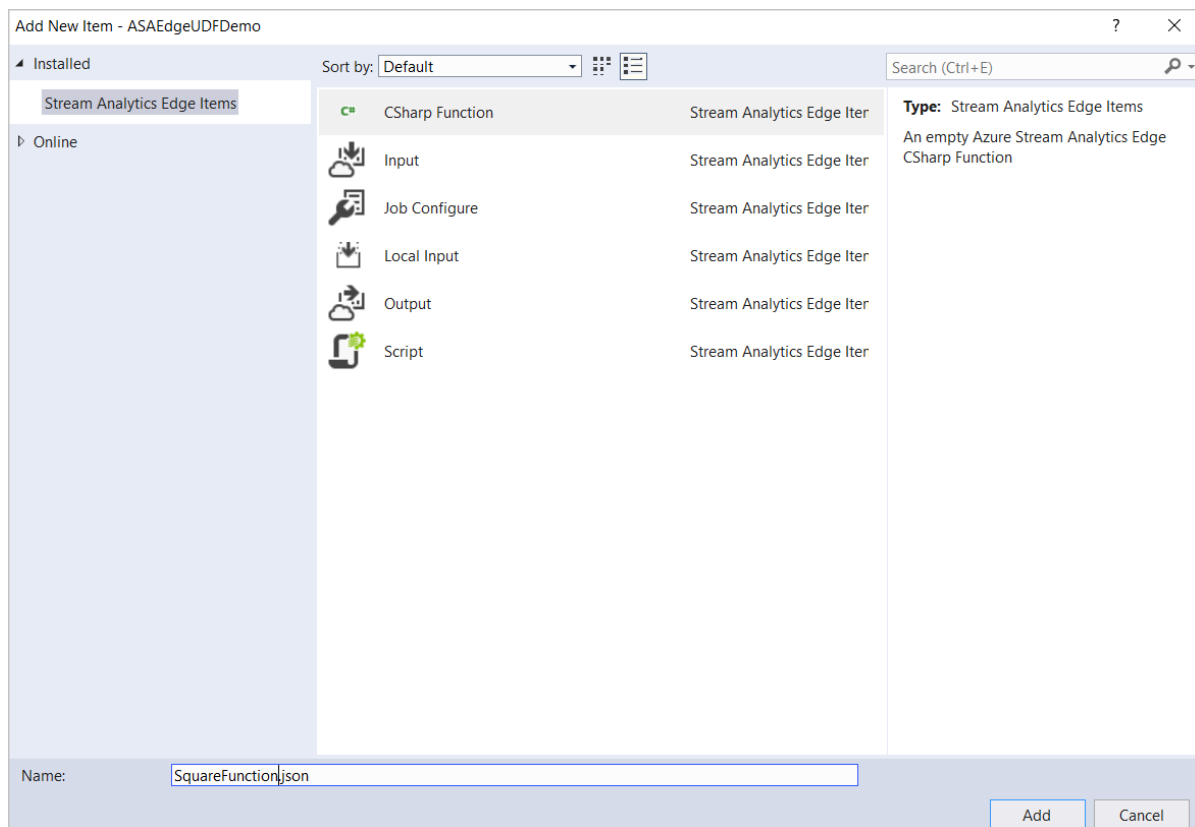 Add New Item - ASAEdgeUDFDemo ?
Installed
Stream Analytics Edge Items
Online
Sort by: Default
Search (Ctrl+E)
C# CSharp Function Stream Analytics Edge Iter
Input Stream Analytics Edge Iter
Job Configure Stream Analytics Edge Iter
Local Input Stream Analytics Edge Iter
Output Stream Analytics Edge Iter
Script Stream Analytics Edge Iter
Type: Stream Analytics Edge Items
An empty Azure Stream Analytics Edge
CSharp Function
Name: SquareFunction.json
Add Cancel